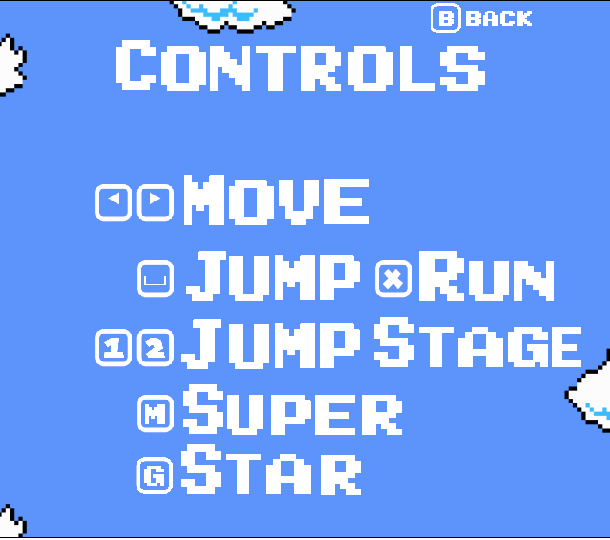 B BACK
CONTROLS
◄ ► MOVE
⎵ JUMP X RUN
1 2 JUMP STAGE
M SUPER
G STAR